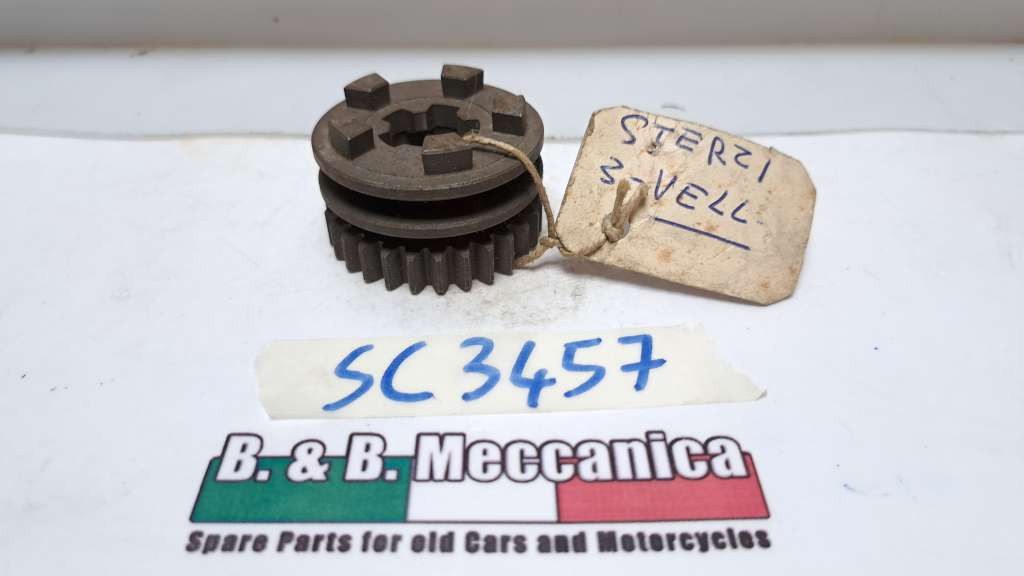 STERZI
3-VELL.
SC3457
B. & B. Meccanica
Spare Parts for old Cars and Motorcycles